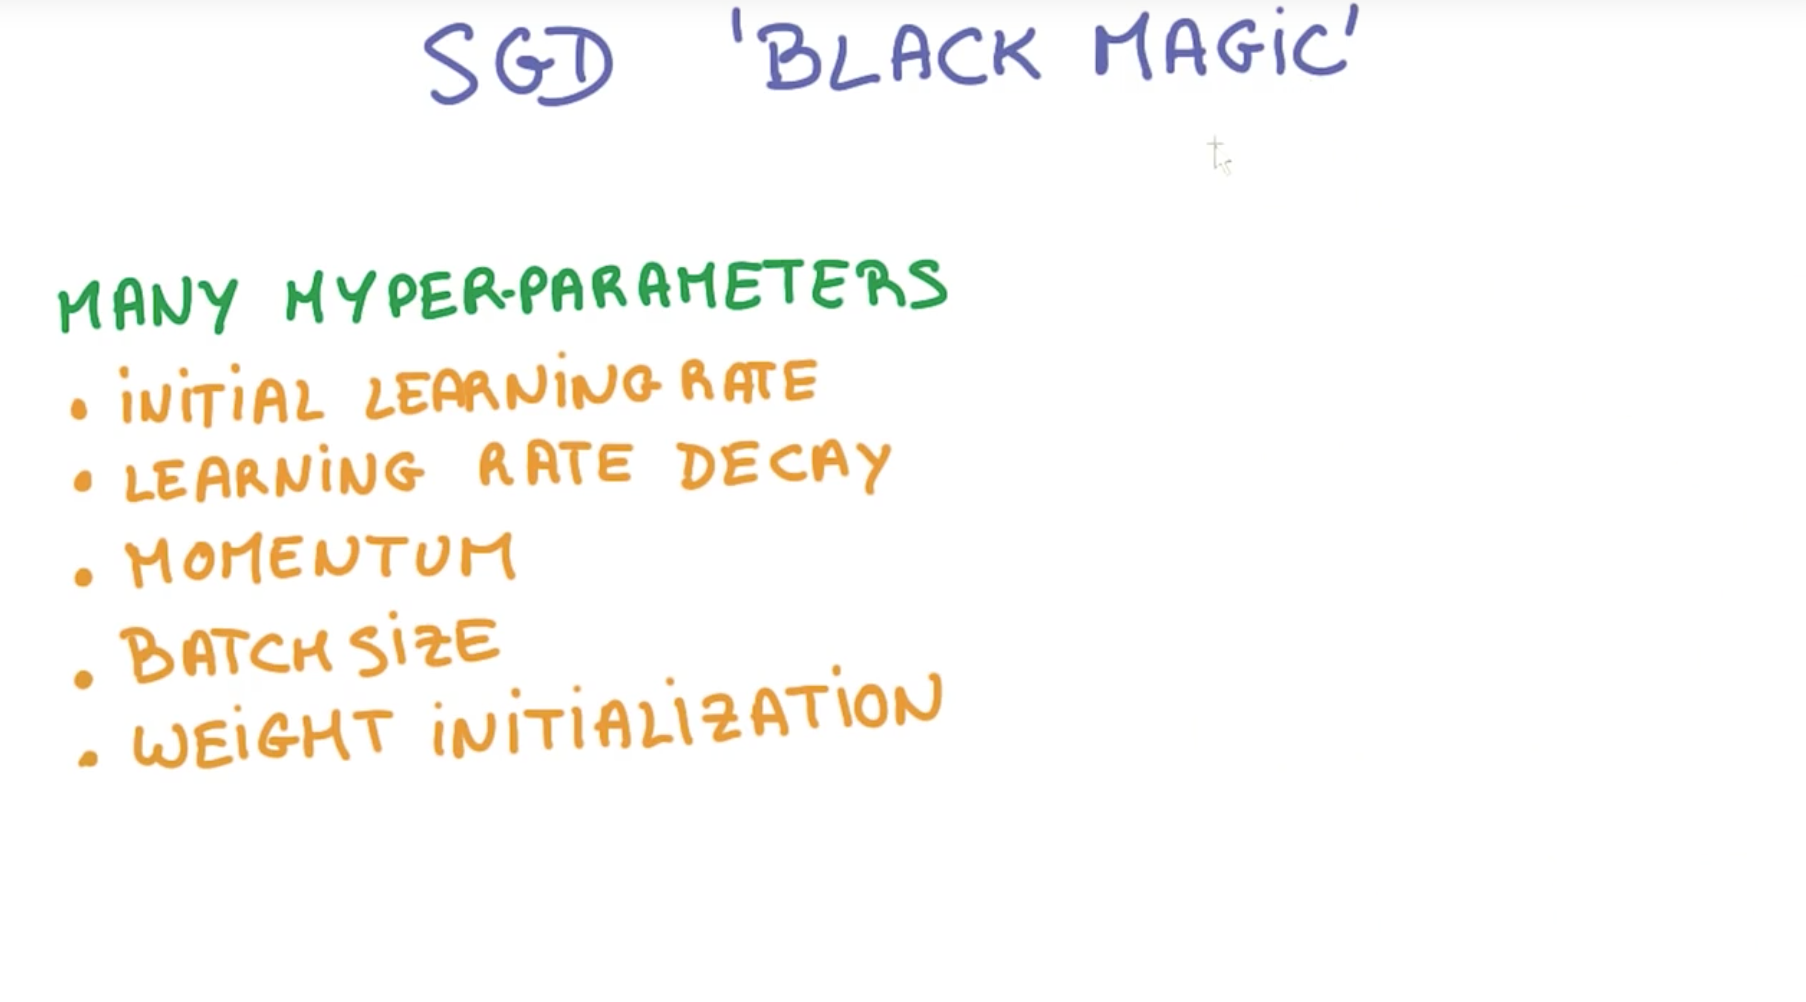 SGD 'BLACK MAGIC'
MANY HYPER-PARAMETERS
• INITIAL LEARNING RATE
• LEARNING RATE DECAY
• MOMENTUM
• BATCH SIZE
• WEIGHT INITIALIZATION